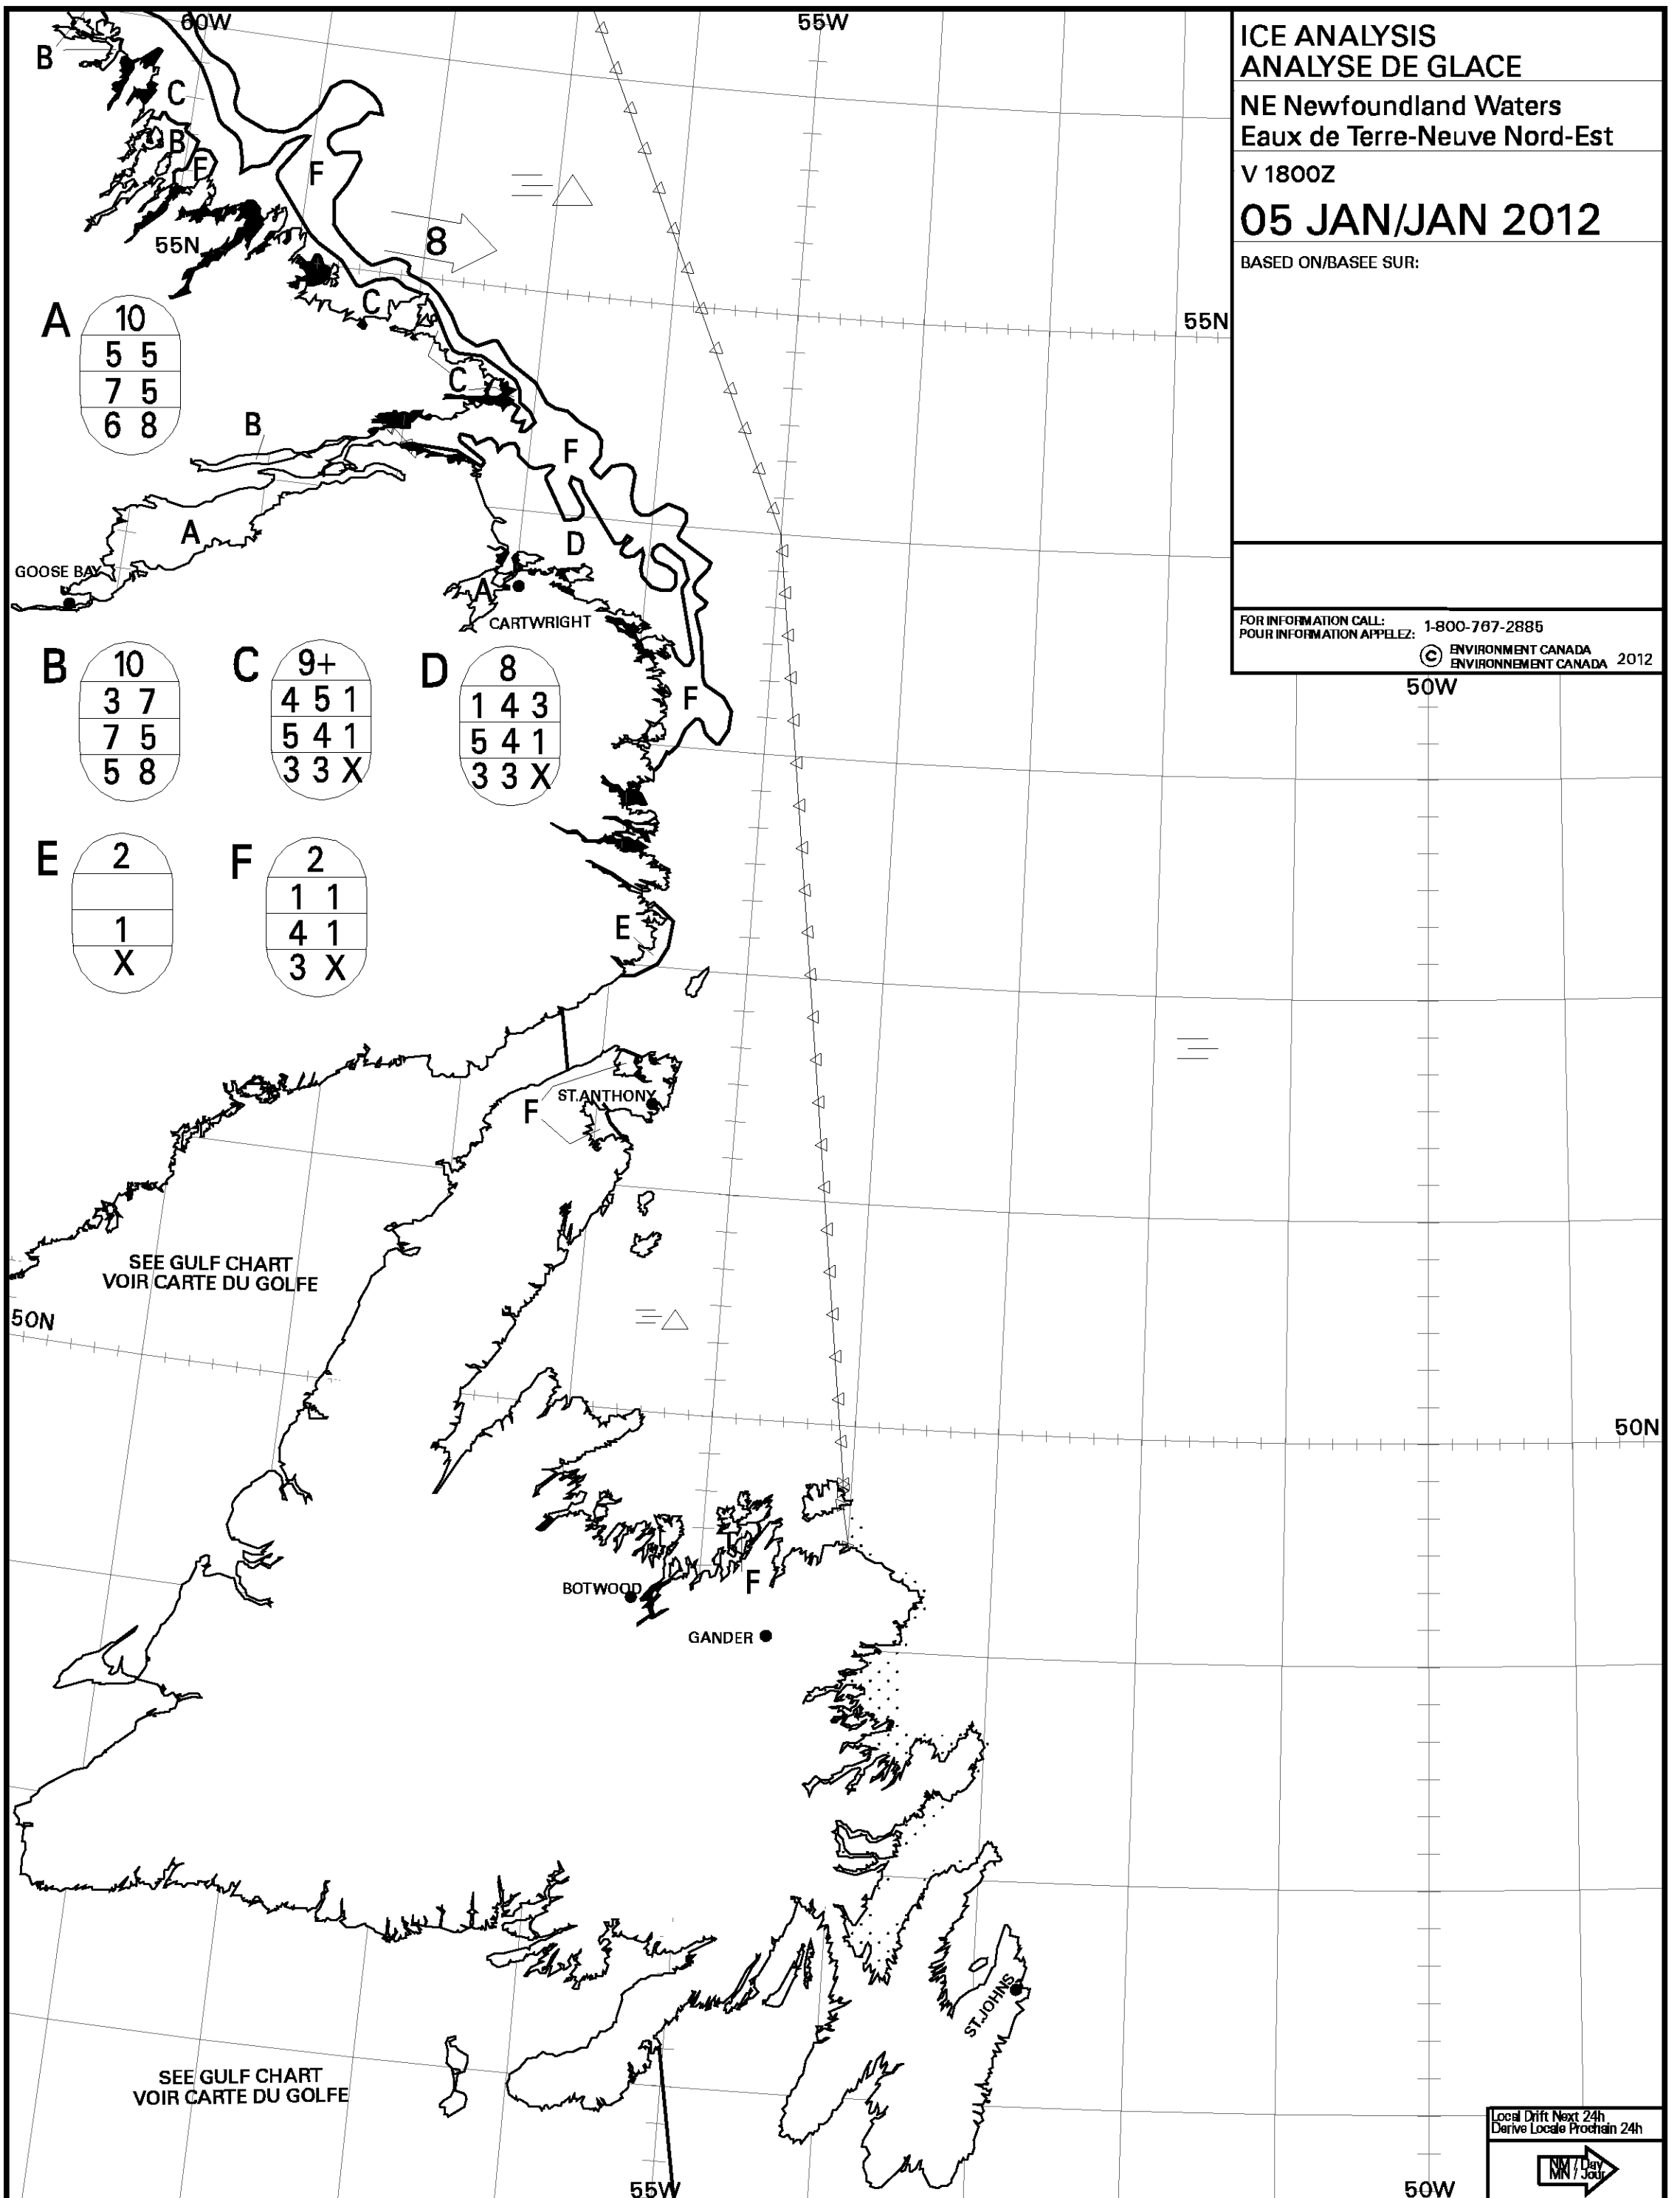 60W
55W
ICE ANALYSIS
ANALYSE DE GLACE
NE Newfoundland Waters
Eaux de Terre-Neuve Nord-Est
V 1800Z
05 JAN/JAN 2012
BASED ON/BASEE SUR:
B
C
B
F
F
8
55N
C
55N
A
10
5 5
7 5
6 8
C
B
F
A
D
GOOSE BAY
A
CARTWRIGHT
FOR INFORMATION CALL:
POUR INFORMATION APPELEZ: 1-800-767-2885
© ENVIRONMENT CANADA
ENVIRONNEMENT CANADA 2012
50W
B
10
3 7
7 5
5 8
C
9+
4 5 1
5 4 1
3 3 X
D
8
1 4 3
5 4 1
3 3 X
F
E
2
1
X
F
2
1 1
4 1
3 X
E
F
ST.ANTHONY
SEE GULF CHART
VOIR CARTE DU GOLFE
50N
50N
BOTWOOD
F
GANDER
ST.JOHNS
SEE GULF CHART
VOIR CARTE DU GOLFE
55W
50W
Local Drift Next 24h
Derive Locale Prochain 24h
NM / Day
MN / Jour